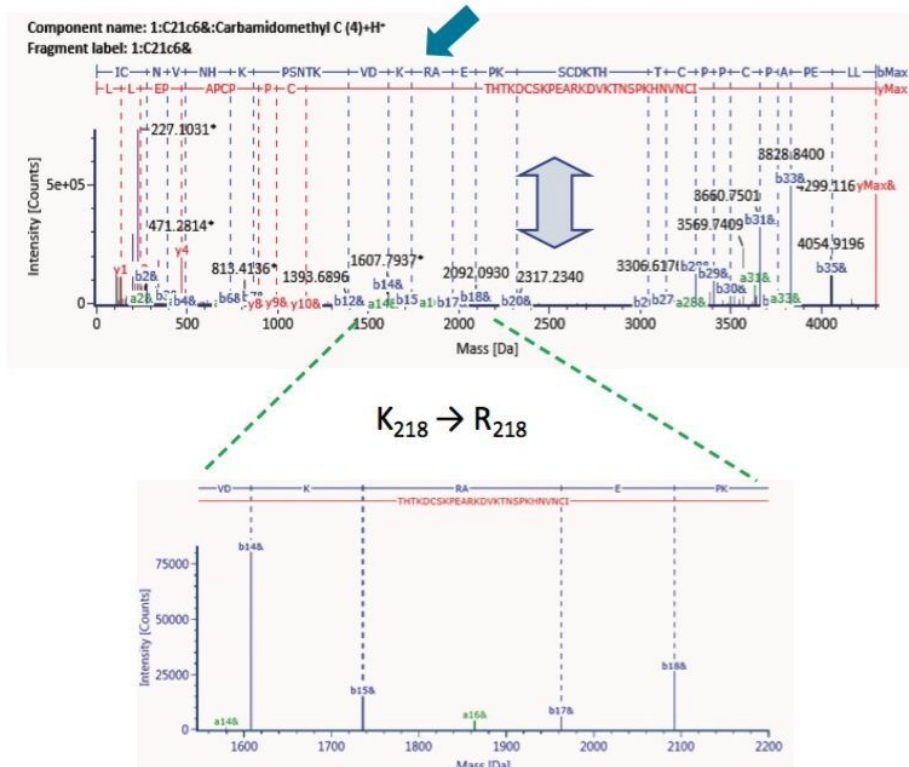 Component name: 1:C21c6&:Carbamidomethyl C (4)+H⁺
Fragment label: 1:C21c6&
IC N V NH K PSNTK VD K RA E PK SCDKTH T C P P C P A PE LL bMax
L L EP APCP P C THTKDCSKPEARKDVKTNSPKHNVNCI yMax
227.1031*
3828.8400
5e+05
b33&
4299.116
yMax&
3660.7501
b31&
471.2814*
3569.7409
y4
1607.7937*
4054.9196
813.4136*
2092.0930
3306.6176
y1
b2&
1393.6896
b14&
2317.2340
b29&
a31&
b35&
a2&
b4&
b6&
y8
y9&
y10&
b12&
b15
b17
b18&
b20&
b27
a28&
b30&
a33&
0
Intensity [Counts]
0 500 1000 1500 2000 2500 3000 3500 4000
Mass [Da]
K218 → R218
VD K RA E PK
THTKDCSKPEARKDVKTNSPKHNVNCI
b14&
75000
50000
25000
0
b18&
b15&
a14&
a16&
b17&
Intensity [Counts]
1600 1700 1800 1900 2000 2100 2200
Mass [Da]